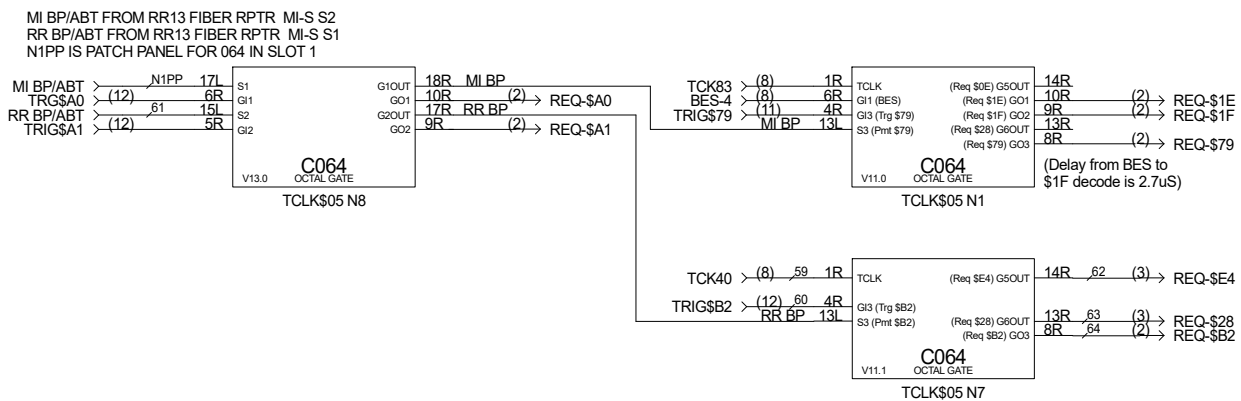 MI BP/ABT FROM RR13 FIBER RPTR MI-S S2
RR BP/ABT FROM RR13 FIBER RPTR MI-S S1
N1PP IS PATCH PANEL FOR 064 IN SLOT 1
MI BP/ABT N1PP 17L S1 G1OUT 18R MI BP
TRG$A0 (12) 6R GI1 GO1 10R (2) REQ-$A0
RR BP/ABT 61 15L S2 G2OUT 17R RR BP
TRIG$A1 (12) 5R GI2 GO2 9R (2) REQ-$A1
C064
V13.0 OCTAL GATE
TCLK$05 N8
TCK83 (8) 1R TCLK (Req $0E) G5OUT 14R
BES-4 (8) 6R GI1 (BES) (Req $1E) GO1 10R (2) REQ-$1E
TRIG$79 (11) 4R GI3 (Trg $79) (Req $1F) GO2 9R (2) REQ-$1F
MI BP 13L S3 (Pmt $79) (Req $28) G6OUT 13R
(Req $79) GO3 8R (2) REQ-$79
C064
V11.0 OCTAL GATE
TCLK$05 N1
(Delay from BES to
$1F decode is 2.7uS)
TCK40 (8) 59 1R TCLK (Req $E4) G5OUT 14R 62 (3) REQ-$E4
TRIG$B2 (12) 60 4R GI3 (Trg $B2)
RR BP 13L S3 (Pmt $B2) (Req $28) G6OUT 13R 63 (3) REQ-$28
(Req $B2) GO3 8R 64 (2) REQ-$B2
C064
V11.1 OCTAL GATE
TCLK$05 N7